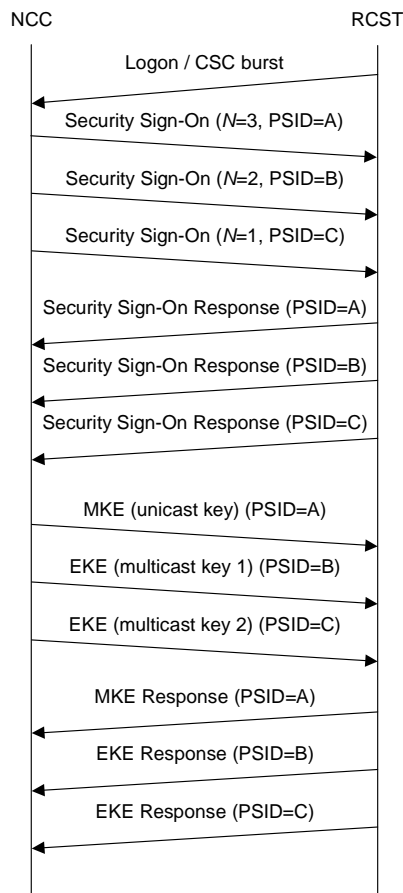 NCC RCST
Logon / CSC burst
Security Sign-On (N=3, PSID=A)
Security Sign-On (N=2, PSID=B)
Security Sign-On (N=1, PSID=C)
Security Sign-On Response (PSID=A)
Security Sign-On Response (PSID=B)
Security Sign-On Response (PSID=C)
MKE (unicast key) (PSID=A)
EKE (multicast key 1) (PSID=B)
EKE (multicast key 2) (PSID=C)
MKE Response (PSID=A)
EKE Response (PSID=B)
EKE Response (PSID=C)